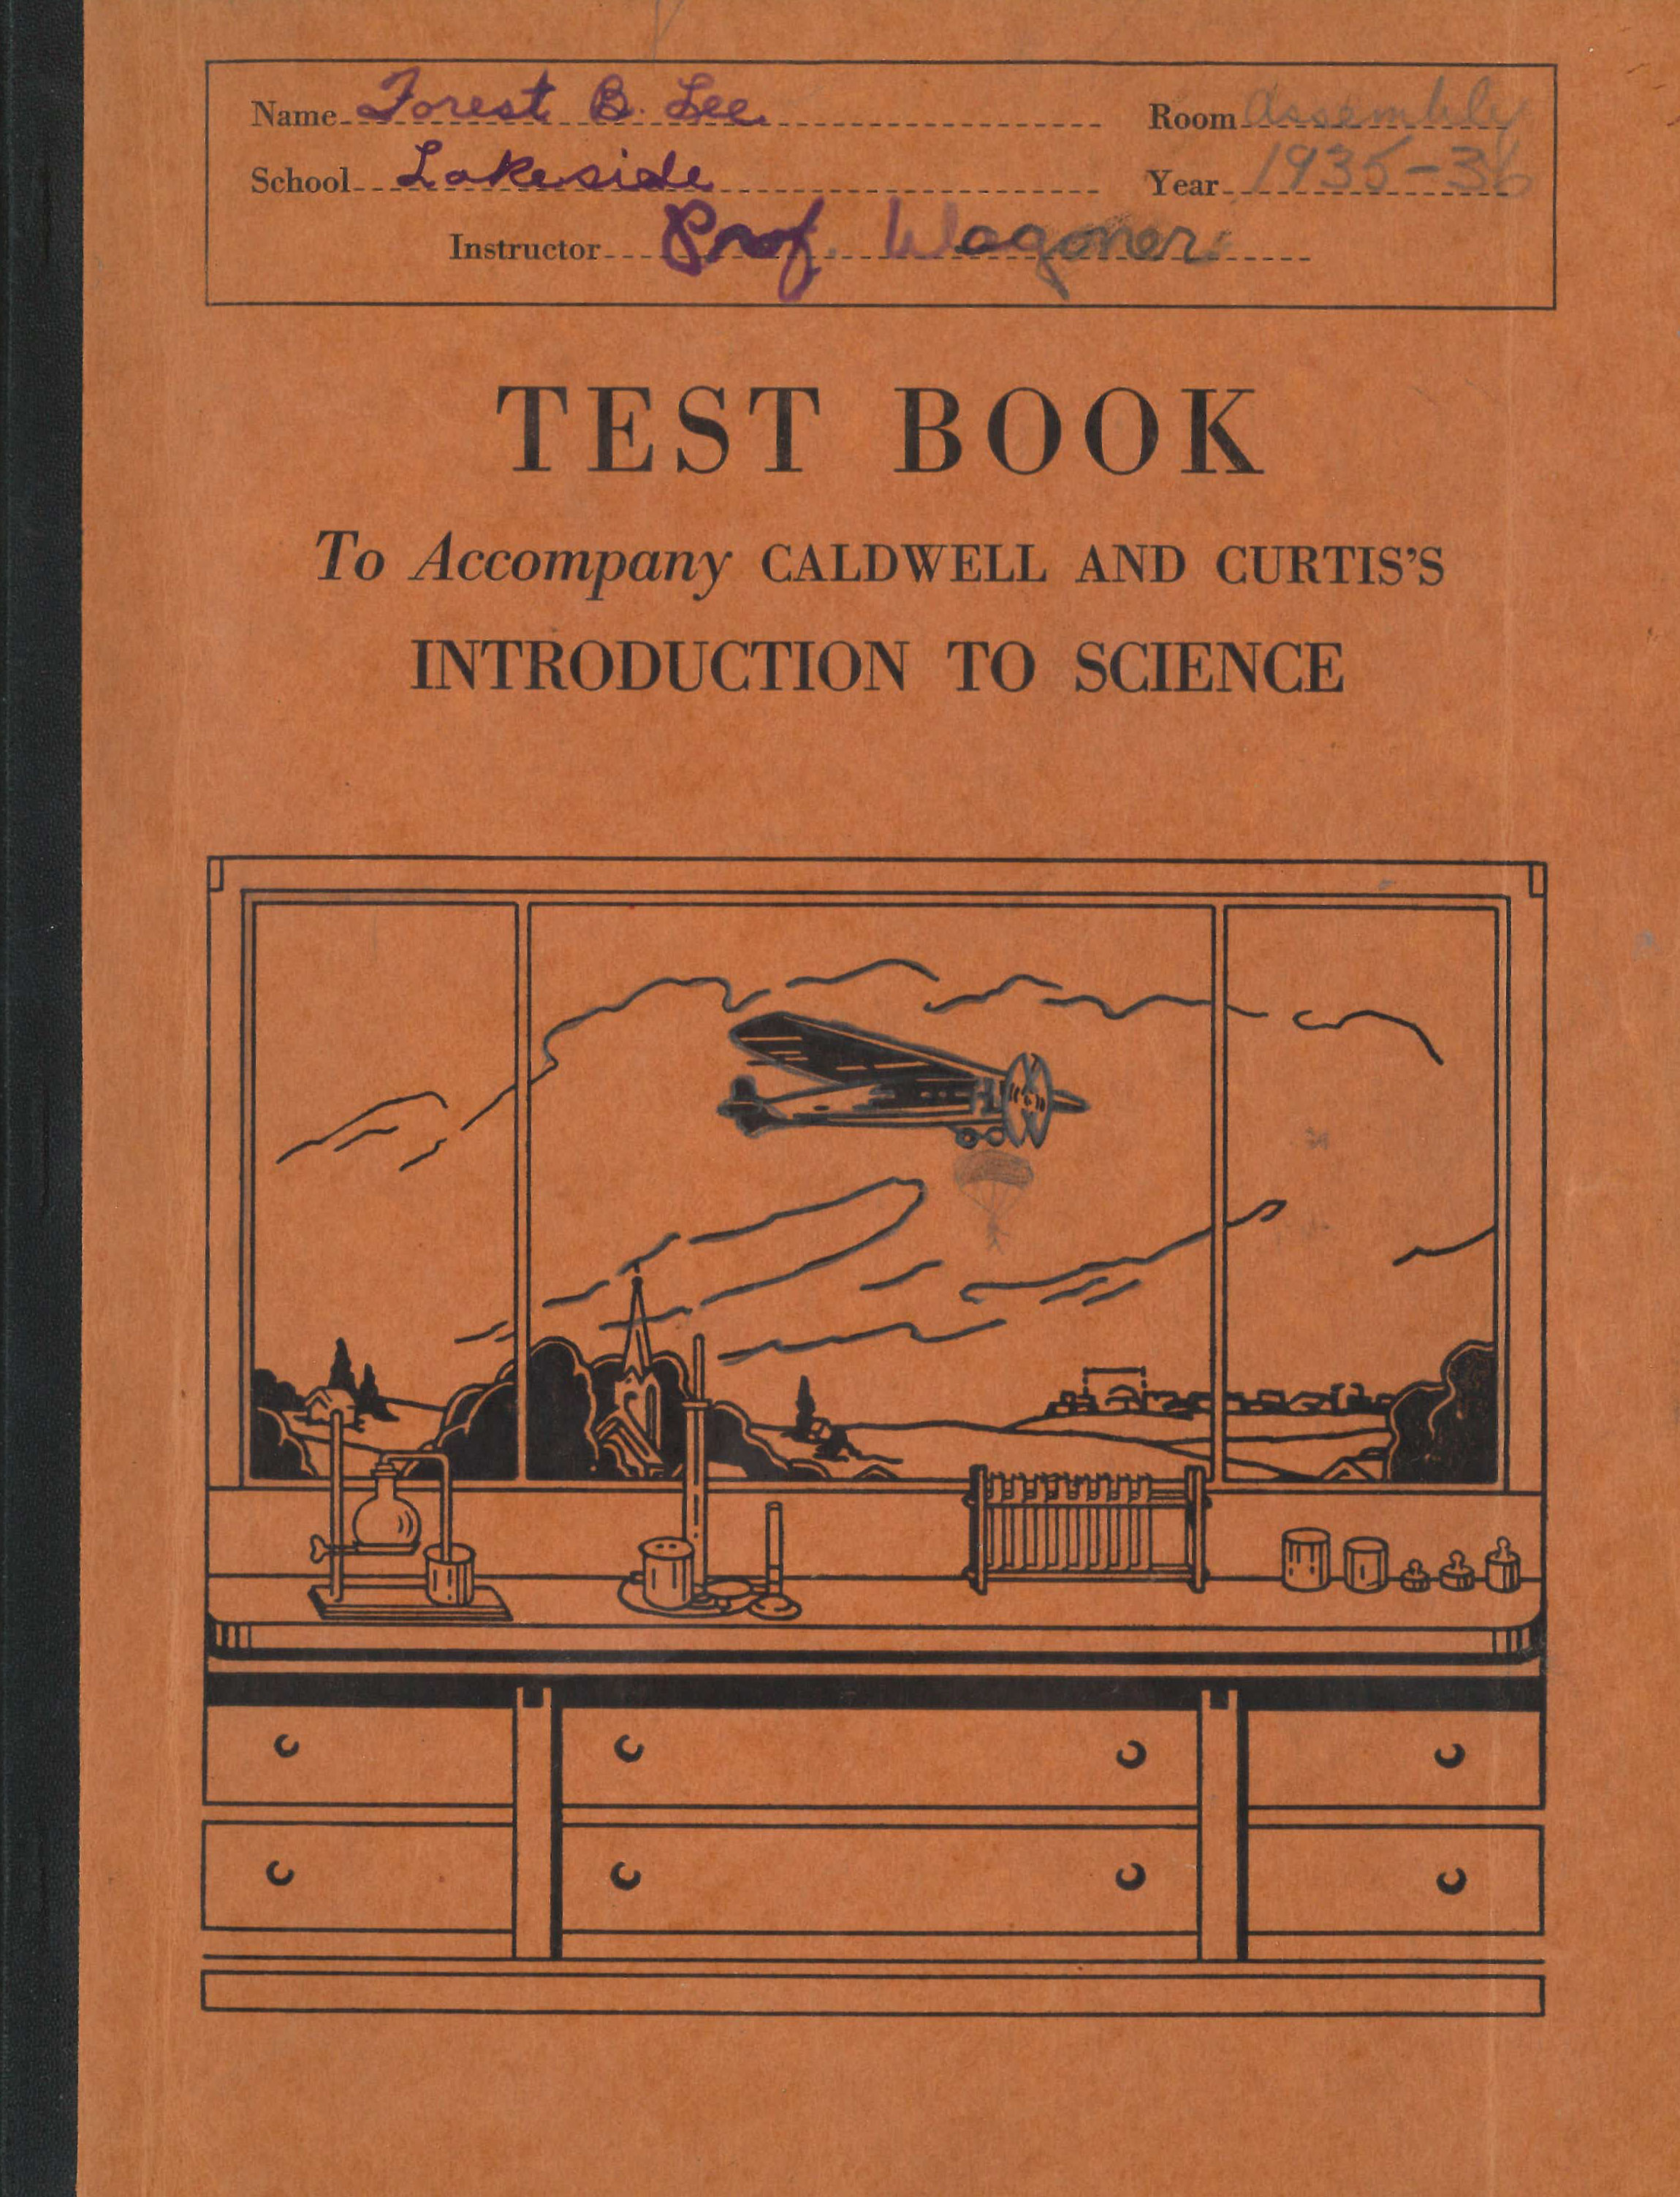 Name Forest B. Lee Room Assembly
School Lakeside Year 1935-36
Instructor Prof. Wagoner
TEST BOOK
To Accompany CALDWELL AND CURTIS'S
INTRODUCTION TO SCIENCE